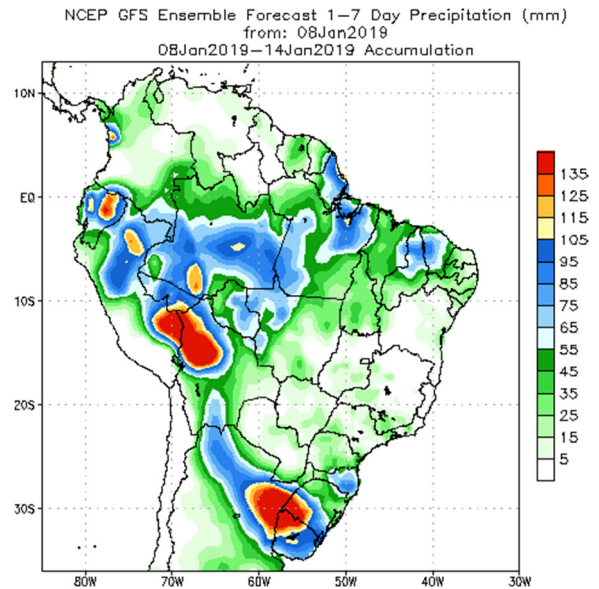 NCEP GFS Ensemble Forecast 1-7 Day Precipitation (mm)
from: 08Jan2019
08Jan2019-14Jan2019 Accumulation
10N
EQ
10S
20S
30S
80W
70W
60W
50W
40W
30W
135
125
115
105
95
85
75
65
55
45
35
25
15
5